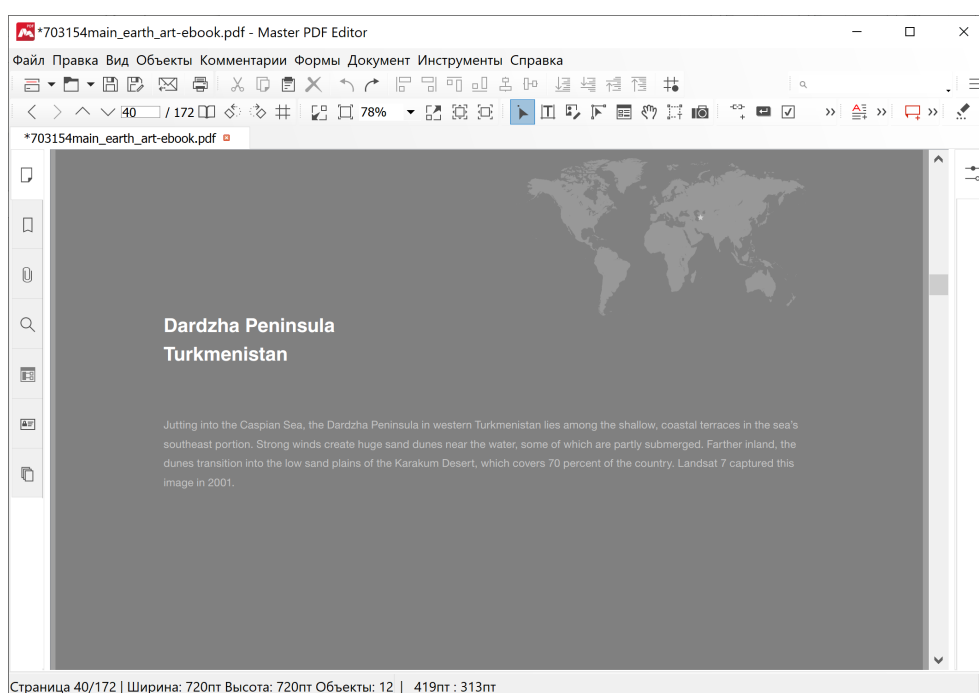 *703154main_earth_art-ebook.pdf - Master PDF Editor
Файл Правка Вид Объекты Комментарии Формы Документ Инструменты Справка
40 / 172 78%
*703154main_earth_art-ebook.pdf
Dardzha Peninsula
Turkmenistan
Jutting into the Caspian Sea, the Dardzha Peninsula in western Turkmenistan lies among the shallow, coastal terraces in the sea's
southeast portion. Strong winds create huge sand dunes near the water, some of which are partly submerged. Farther inland, the
dunes transition into the low sand plains of the Karakum Desert, which covers 70 percent of the country. Landsat 7 captured this
image in 2001.
Страница 40/172 | Ширина: 720пт Высота: 720пт Объекты: 12 | 419пт : 313пт